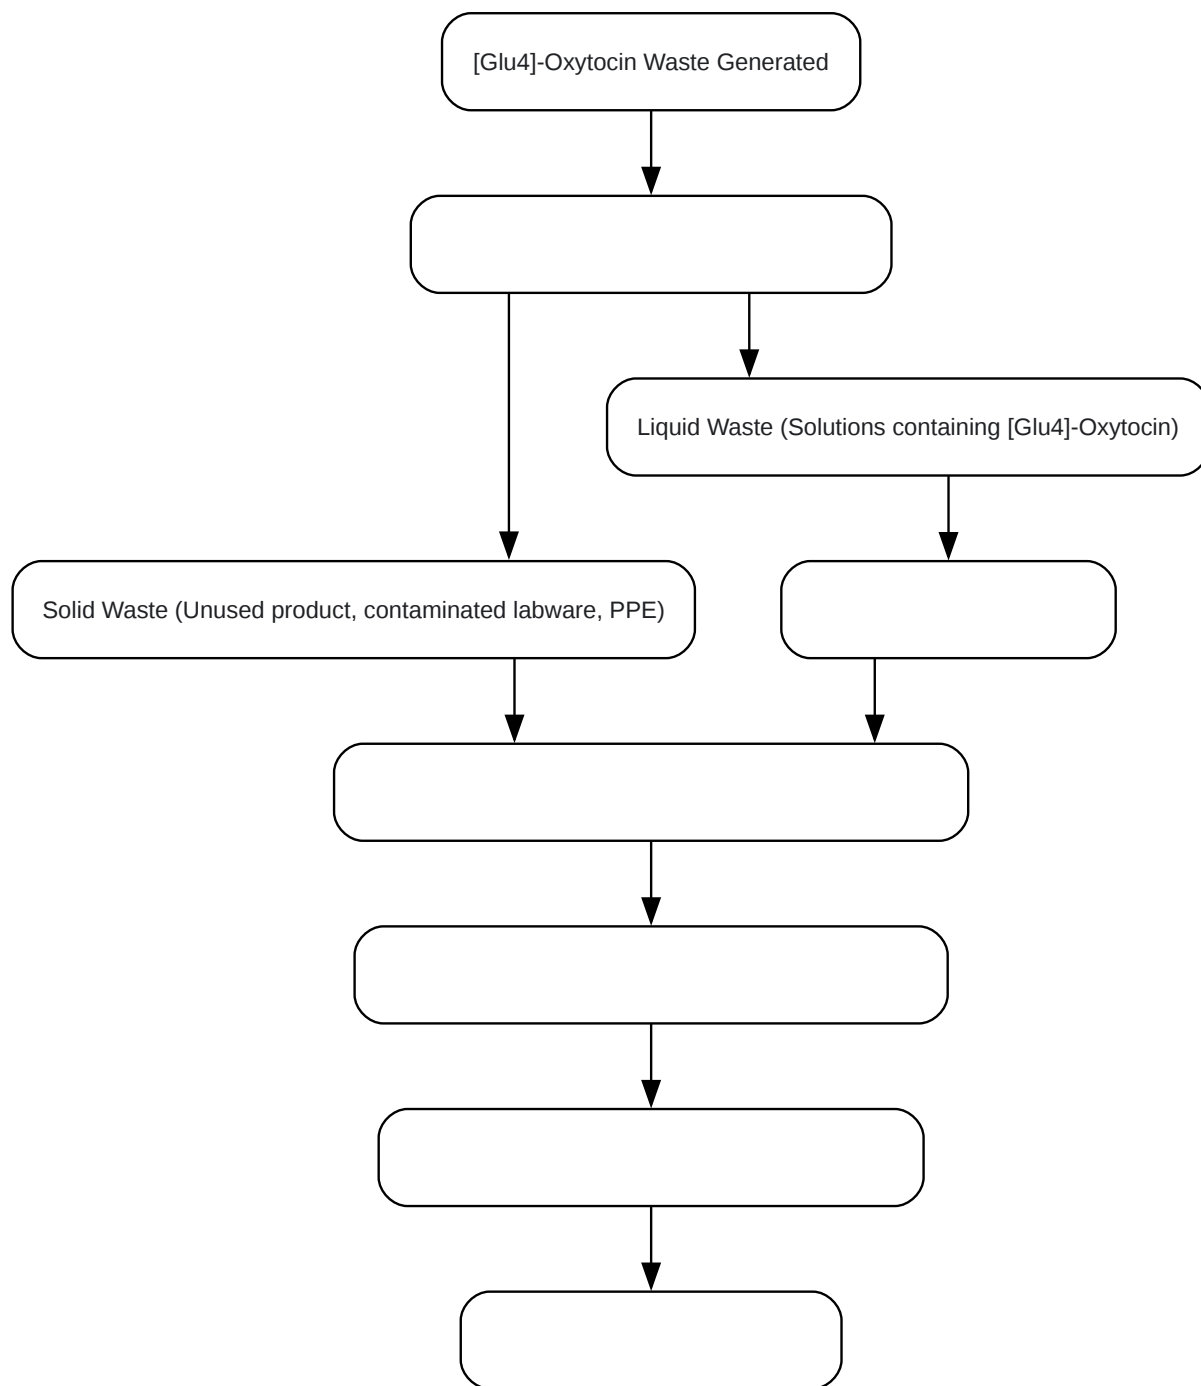 [Glu4]-Oxytocin Waste Generated
Liquid Waste (Solutions containing [Glu4]-Oxytocin)
Solid Waste (Unused product, contaminated labware, PPE)